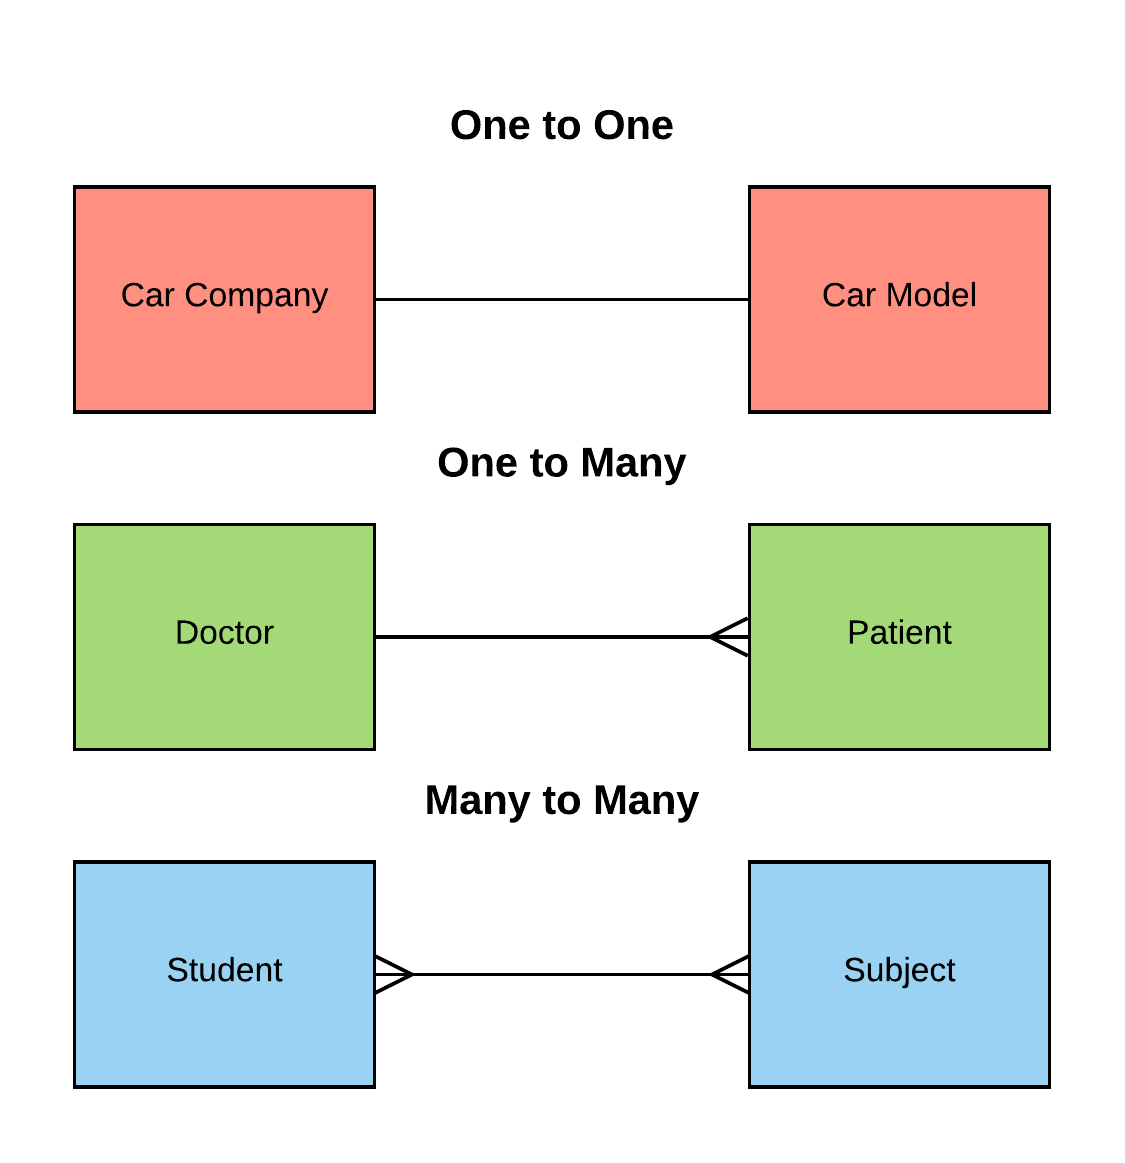 One to One
Car Company
Car Model
One to Many
Doctor
Patient
Many to Many
Student
Subject